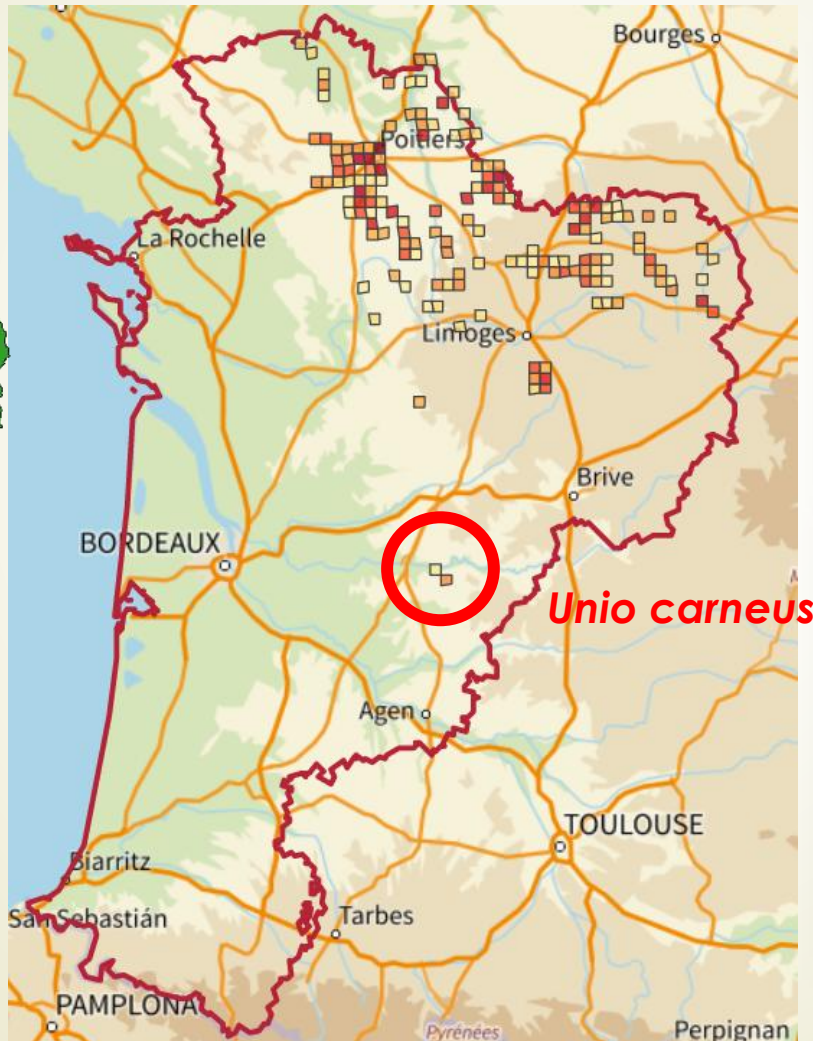 Bourges
Poitiers
La Rochelle
Limoges
Brive
BORDEAUX
Unio carneus
Agen
TOULOUSE
Biarritz
San Sebastián
Tarbes
PAMPLONA
Pyrénées
Perpignan